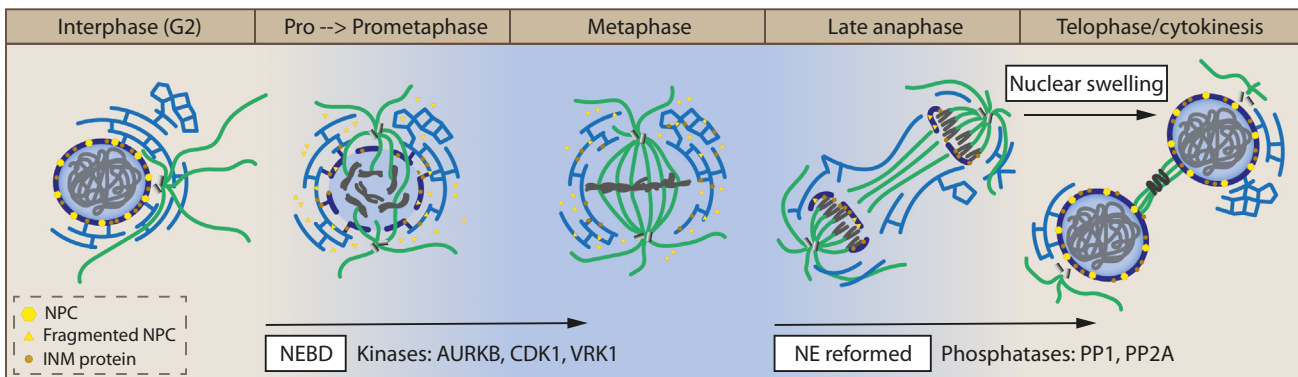 Interphase (G2)
Pro --> Prometaphase
Metaphase
Late anaphase
Telophase/cytokinesis
Nuclear swelling
NPC
Fragmented NPC
INM protein
NEBD
Kinases: AURKB, CDK1, VRK1
NE reformed
Phosphatases: PP1, PP2A